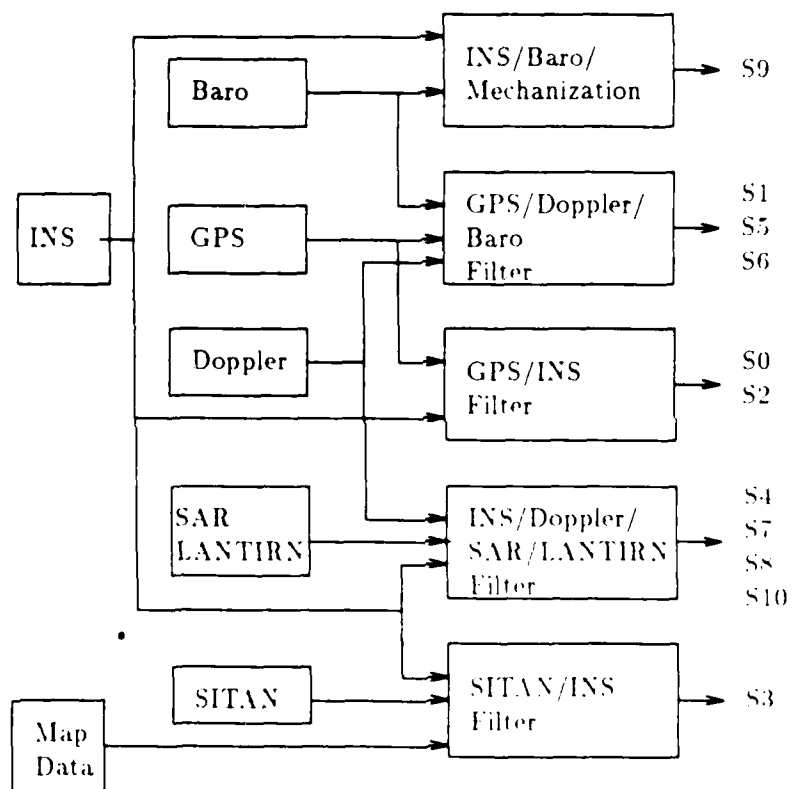 INS/Baro/
Mechanization
S9
Baro
INS
GPS
GPS/Doppler/
Baro
Filter
S1
S5
S6
Doppler
GPS/INS
Filter
S0
S2
SAR
LANTIRN
INS/Doppler/
SAR/LANTIRN
Filter
S4
S7
S8
S10
SITAN
SITAN/INS
Filter
S3
Map
Data